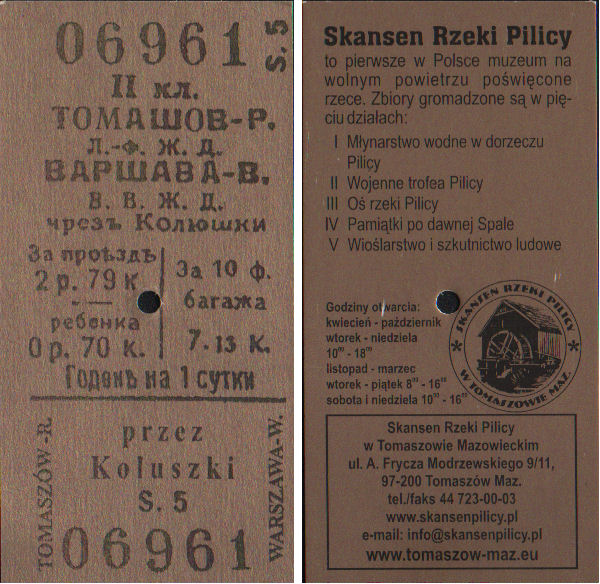 06961
S. 5
II кл.
ТОМАШОВ-Р.
Л.-Ф. Ж. Д.
ВАРШАВА-В.
В. В. Ж. Д.
чрезъ Колюшки
За проѣздъ
2 р. 79 к
ребенка
0 р. 70 к.
За 10 ф.
багажа
7.13 К.
Годенъ на 1 сутки
TOMASZÓW-R.
przez
Koluszki
S. 5
WARSZAWA-W.
06961
Skansen Rzeki Pilicy
to pierwsze w Polsce muzeum na
wolnym powietrzu poświęcone
rzece. Zbiory gromadzone są w pię-
ciu działach:
I Młynarstwo wodne w dorzeczu
Pilicy
II Wojenne trofea Pilicy
III Oś rzeki Pilicy
IV Pamiątki po dawnej Spale
V Wioślarstwo i szkutnictwo ludowe
Godziny otwarcia:
kwiecień - październik
wtorek - niedziela
10⁰⁰ - 18⁰⁰
listopad - marzec
wtorek - piątek 8⁰⁰ - 16⁰⁰
sobota i niedziela 10⁰⁰ - 16⁰⁰
SKANSEN RZEKI PILICY
* W TOMASZOWIE MAZ. *
Skansen Rzeki Pilicy
w Tomaszowie Mazowieckim
ul. A. Frycza Modrzewskiego 9/11,
97-200 Tomaszów Maz.
tel./faks 44 723-00-03
www.skansenpilicy.pl
e-mail: info@skansenpilicy.pl
www.tomaszow-maz.eu